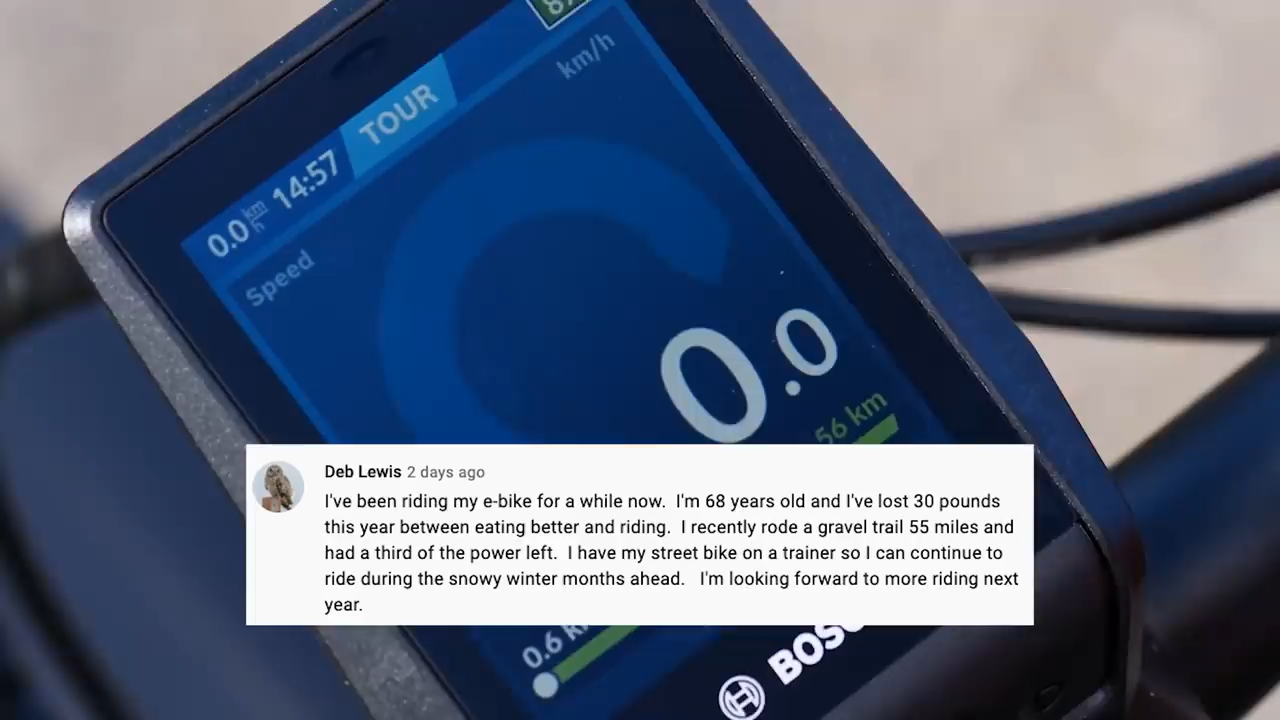 km/h
TOUR
14:57
0.0 km h
Speed
0.0
56 km
Deb Lewis 2 days ago
I've been riding my e-bike for a while now. I'm 68 years old and I've lost 30 pounds
this year between eating better and riding. I recently rode a gravel trail 55 miles and
had a third of the power left. I have my street bike on a trainer so I can continue to
ride during the snowy winter months ahead. I'm looking forward to more riding next
year.
0.6